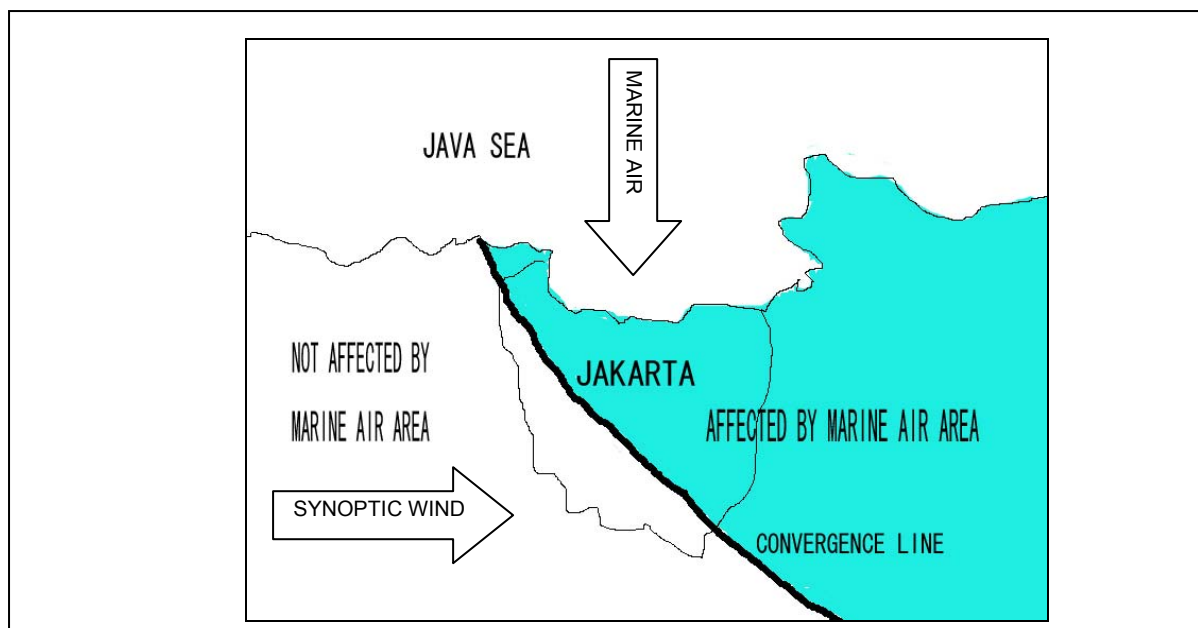 MARINE AIR
JAVA SEA
NOT AFFECTED BY
MARINE AIR AREA
JAKARTA
AFFECTED BY MARINE AIR AREA
SYNOPTIC WIND
CONVERGENCE LINE